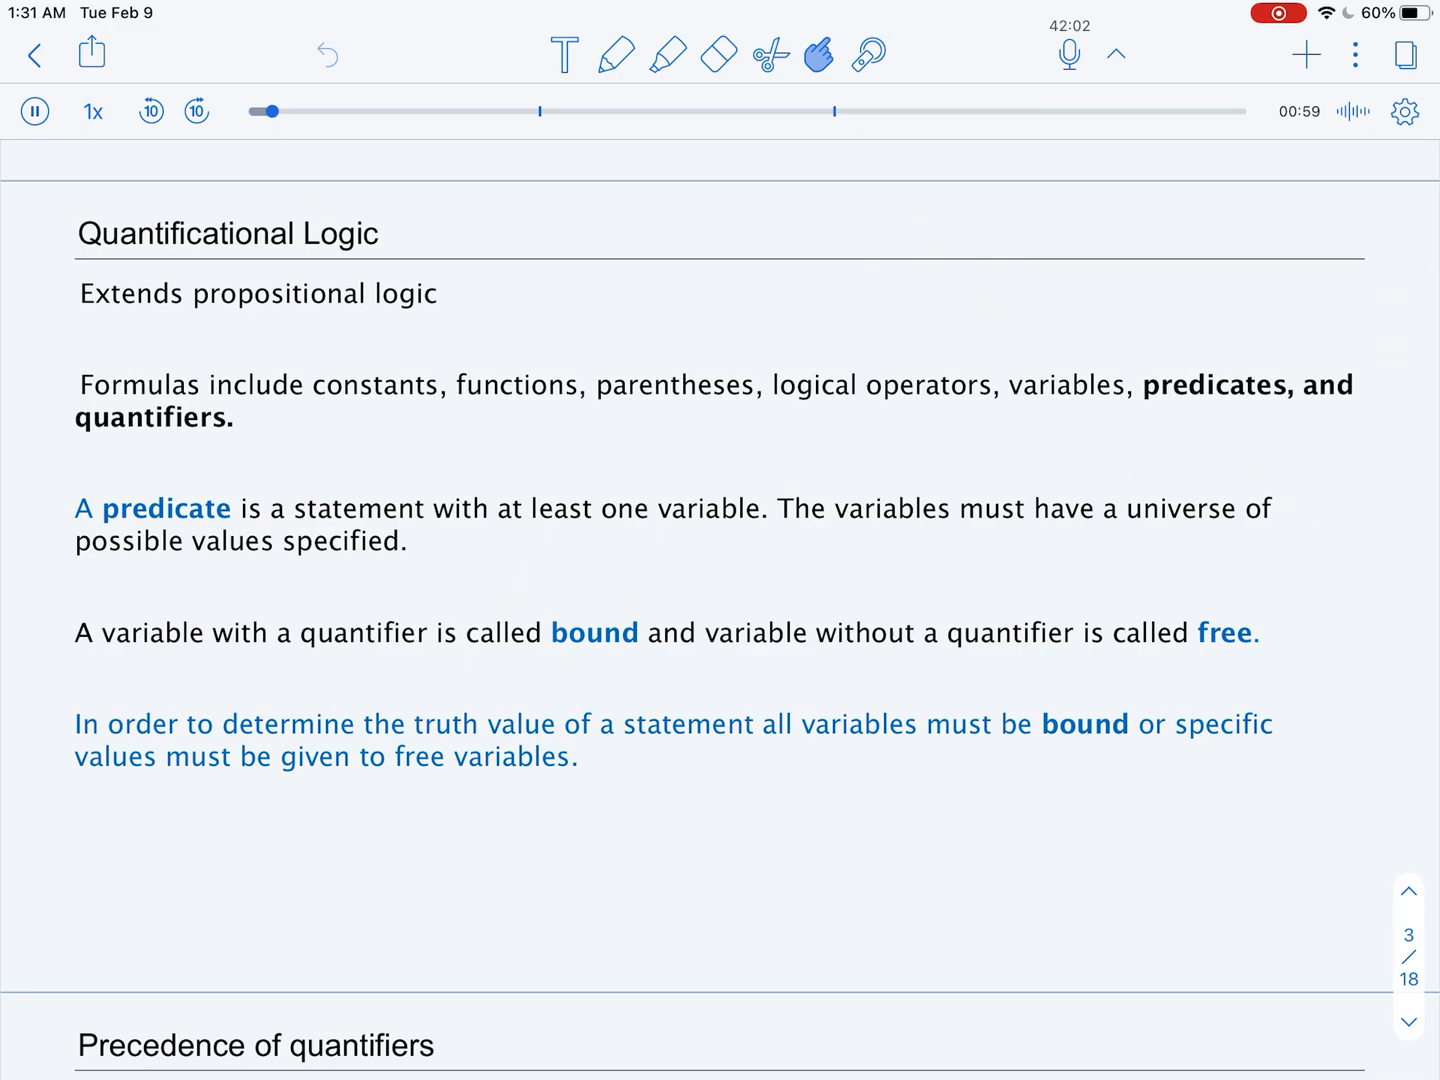 1:31 AM Tue Feb 9
60%
42:02
T
1x
10
10
00:59
Quantificational Logic
Extends propositional logic
Formulas include constants, functions, parentheses, logical operators, variables, predicates, and
quantifiers.
A predicate is a statement with at least one variable. The variables must have a universe of
possible values specified.
A variable with a quantifier is called bound and variable without a quantifier is called free.
In order to determine the truth value of a statement all variables must be bound or specific
values must be given to free variables.
3
/
18
Precedence of quantifiers